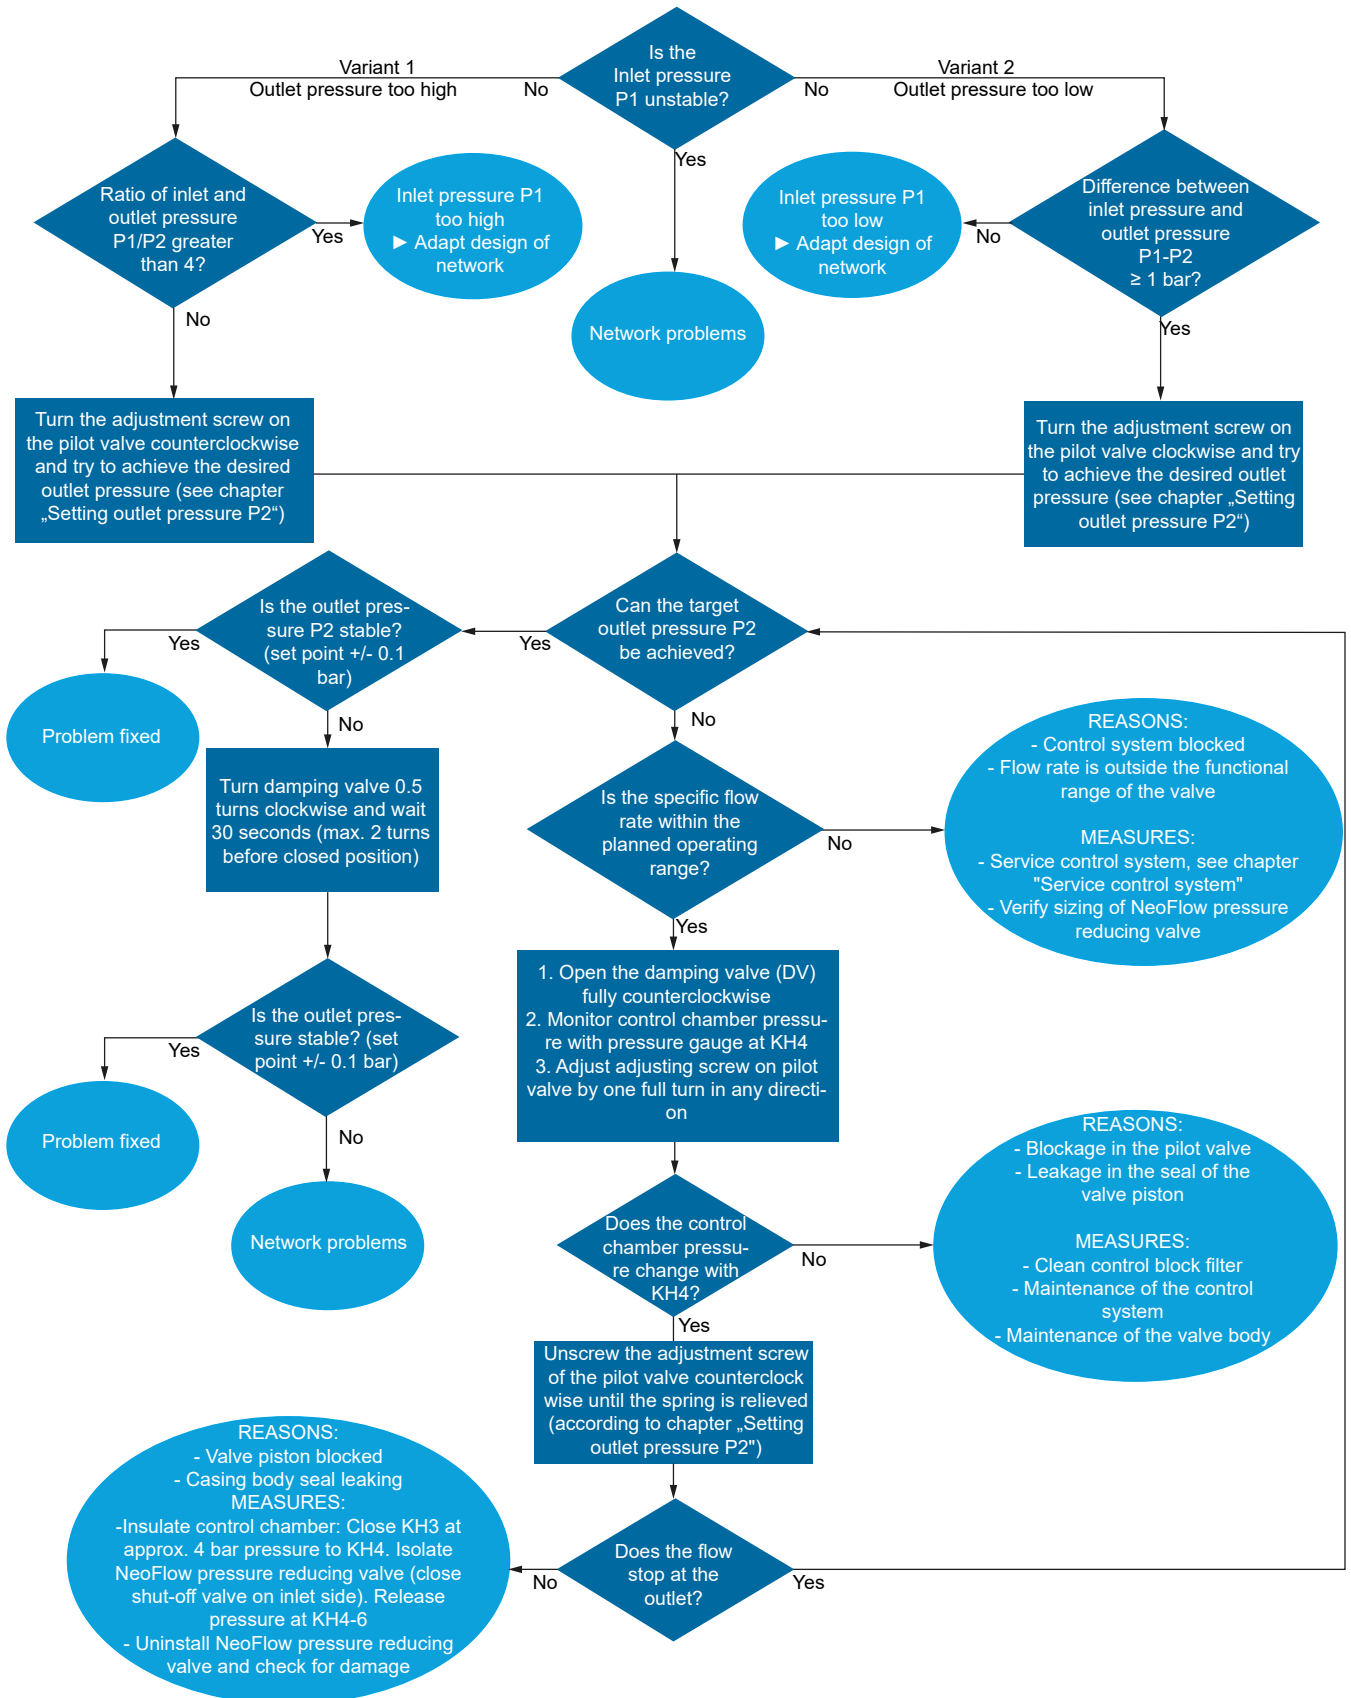 Is the
Inlet pressure
P1 unstable?
Variant 1
Outlet pressure too high
No
Variant 2
Outlet pressure too low
No
Yes
Ratio of inlet and
outlet pressure
P1/P2 greater
than 4?
Yes
No
Inlet pressure P1
too high
► Adapt design of
network
Network problems
Inlet pressure P1
too low
► Adapt design of
network
No
Difference between
inlet pressure and
outlet pressure
P1-P2
≥ 1 bar?
Yes
Turn the adjustment screw on
the pilot valve counterclockwise
and try to achieve the desired
outlet pressure (see chapter
„Setting outlet pressure P2“)
Turn the adjustment screw on
the pilot valve clockwise and try
to achieve the desired outlet
pressure (see chapter „Setting
outlet pressure P2“)
Is the outlet pres-
sure P2 stable?
(set point +/- 0.1
bar)
Yes
No
Can the target
outlet pressure P2
be achieved?
Yes
No
Problem fixed
Turn damping valve 0.5
turns clockwise and wait
30 seconds (max. 2 turns
before closed position)
Is the specific flow
rate within the
planned operating
range?
No
Yes
REASONS:
- Control system blocked
- Flow rate is outside the functional
range of the valve
MEASURES:
- Service control system, see chapter
"Service control system"
- Verify sizing of NeoFlow pressure
reducing valve
Is the outlet pres-
sure stable? (set
point +/- 0.1 bar)
Yes
No
1. Open the damping valve (DV)
fully counterclockwise
2. Monitor control chamber pressu-
re with pressure gauge at KH4
3. Adjust adjusting screw on pilot
valve by one full turn in any directi-
on
Problem fixed
Network problems
Does the control
chamber pressu-
re change with
KH4?
No
Yes
REASONS:
- Blockage in the pilot valve
- Leakage in the seal of the
valve piston
MEASURES:
- Clean control block filter
- Maintenance of the control
system
- Maintenance of the valve body
Unscrew the adjustment screw
of the pilot valve counterclock
wise until the spring is relieved
(according to chapter „Setting
outlet pressure P2")
REASONS:
- Valve piston blocked
- Casing body seal leaking
MEASURES:
-Insulate control chamber: Close KH3 at
approx. 4 bar pressure to KH4. Isolate
NeoFlow pressure reducing valve (close
shut-off valve on inlet side). Release
pressure at KH4-6
- Uninstall NeoFlow pressure reducing
valve and check for damage
No
Does the flow
stop at the
outlet?
Yes